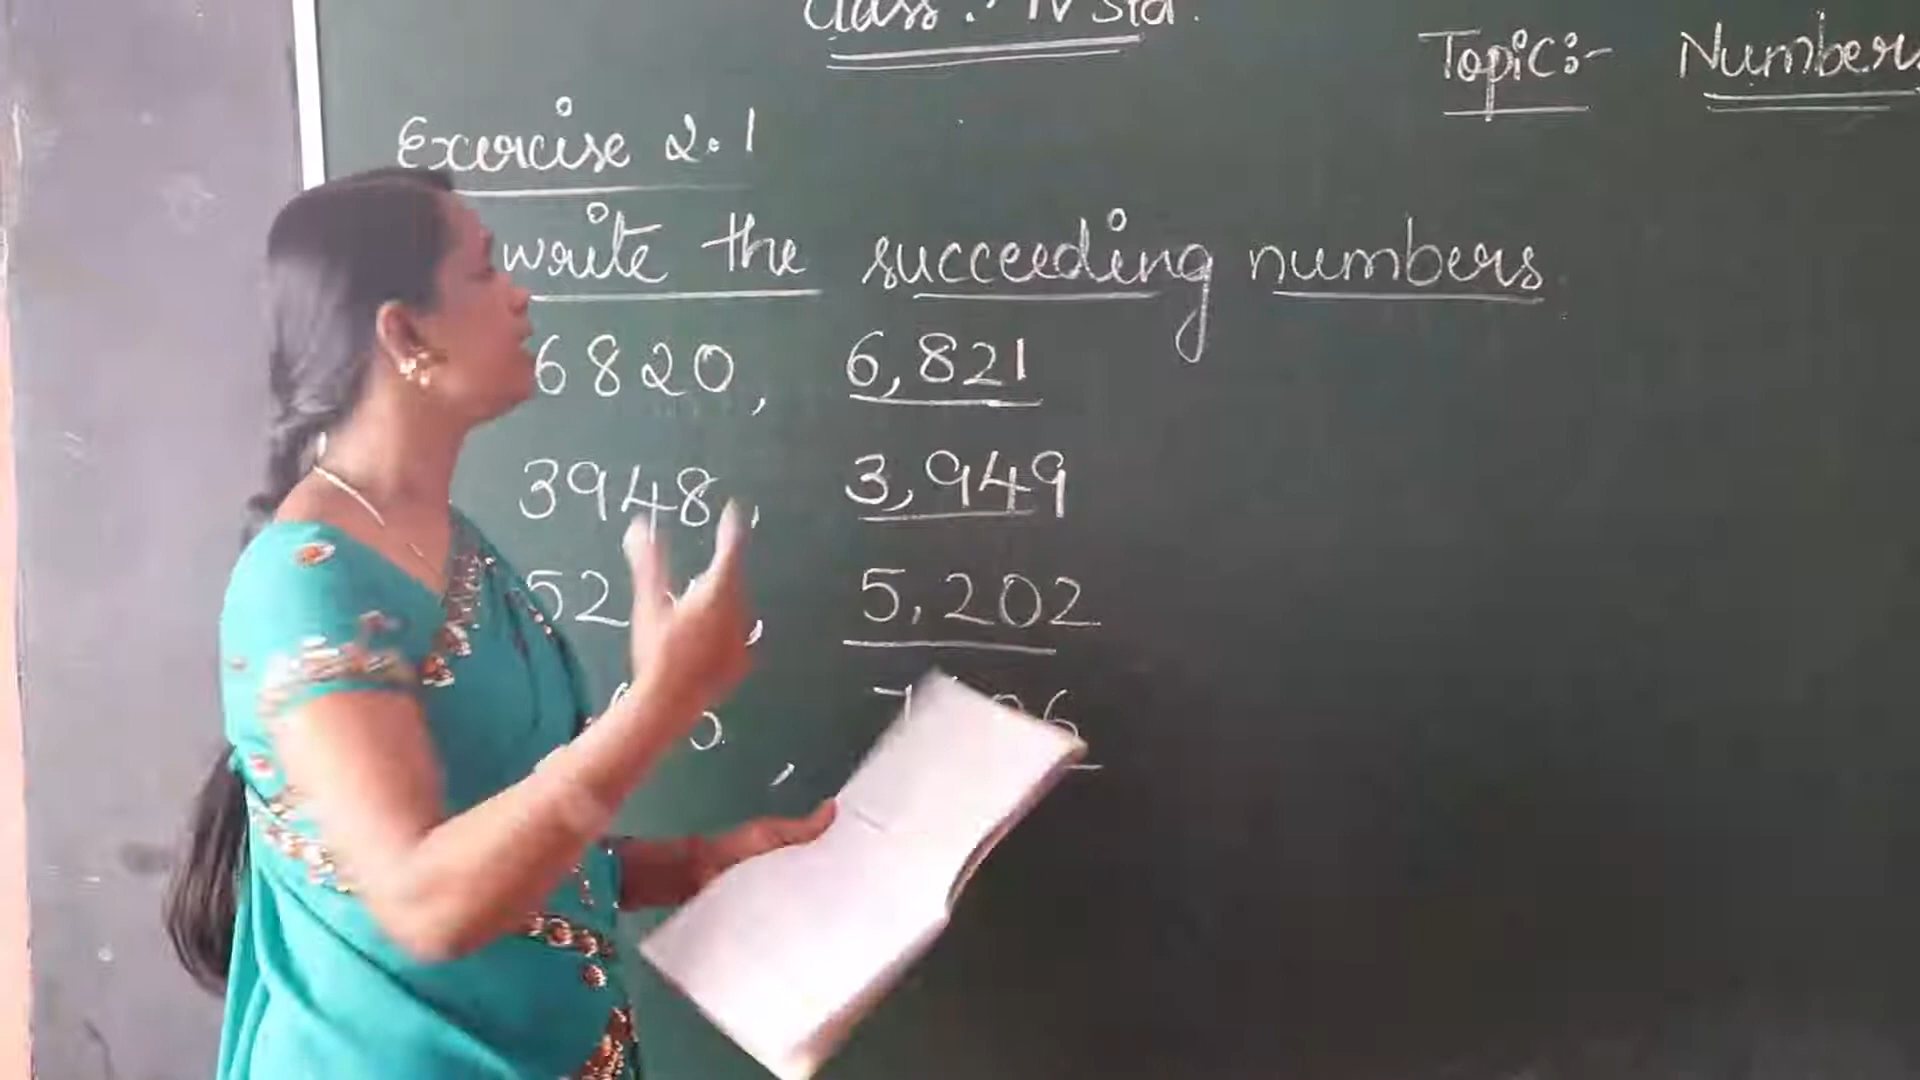 Class :- IV Std.
Topic:- Numbers
Exercise 2.1
write the succeeding numbers.
6820, 6,821
3948, 3,949
5,202